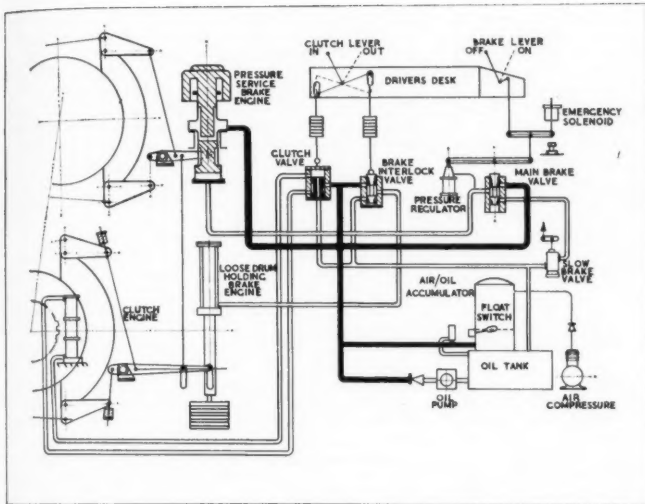 CLUTCH LEVER
IN OUT
BRAKE LEVER
OFF ON
DRIVERS DESK
PRESSURE
SERVICE
BRAKE
ENGINE
EMERGENCY
SOLENOID
CLUTCH
VALVE
BRAKE
INTERLOCK
VALVE
PRESSURE
REGULATOR
MAIN BRAKE
VALVE
LOOSE DRUM
HOLDING
BRAKE
ENGINE
SLOW
BRAKE
VALVE
AIR/OIL
ACCUMULATOR
FLOAT
SWITCH
CLUTCH
ENGINE
OIL TANK
OIL
PUMP
AIR
COMPRESSURE